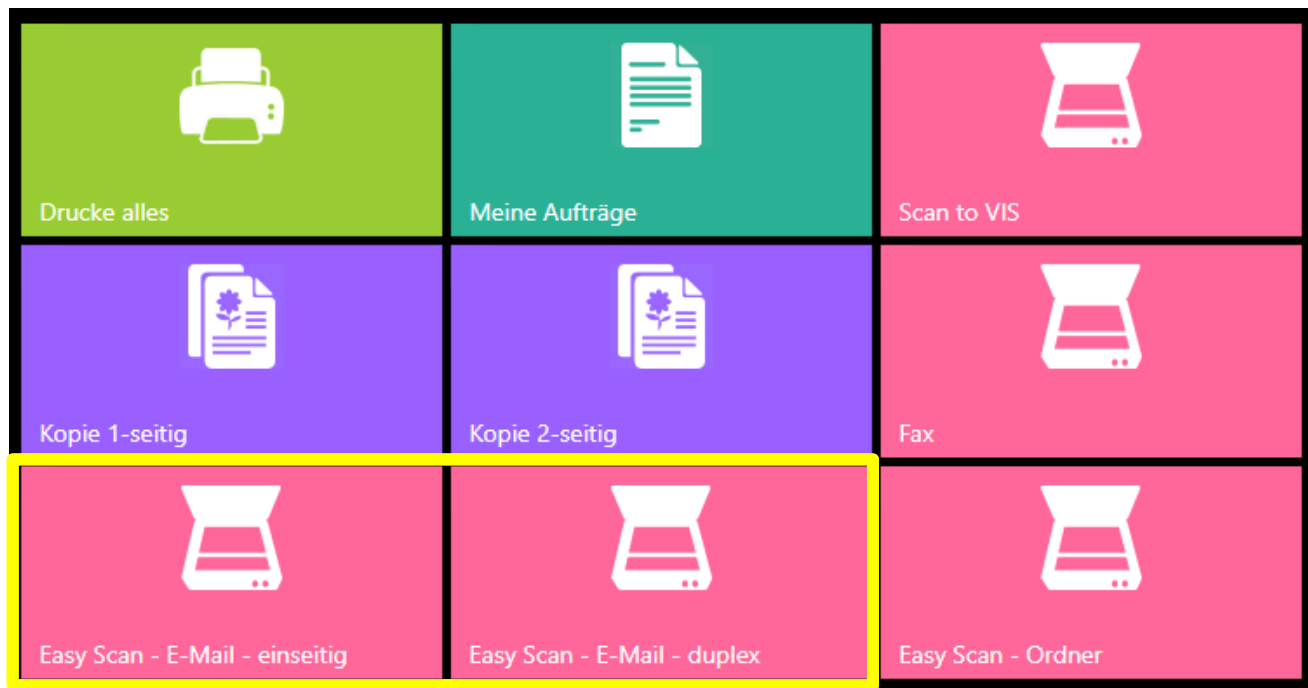 Drucke alles
Meine Aufträge
Scan to VIS
Kopie 1-seitig
Kopie 2-seitig
Fax
Easy Scan - E-Mail - einseitig
Easy Scan - E-Mail - duplex
Easy Scan - Ordner